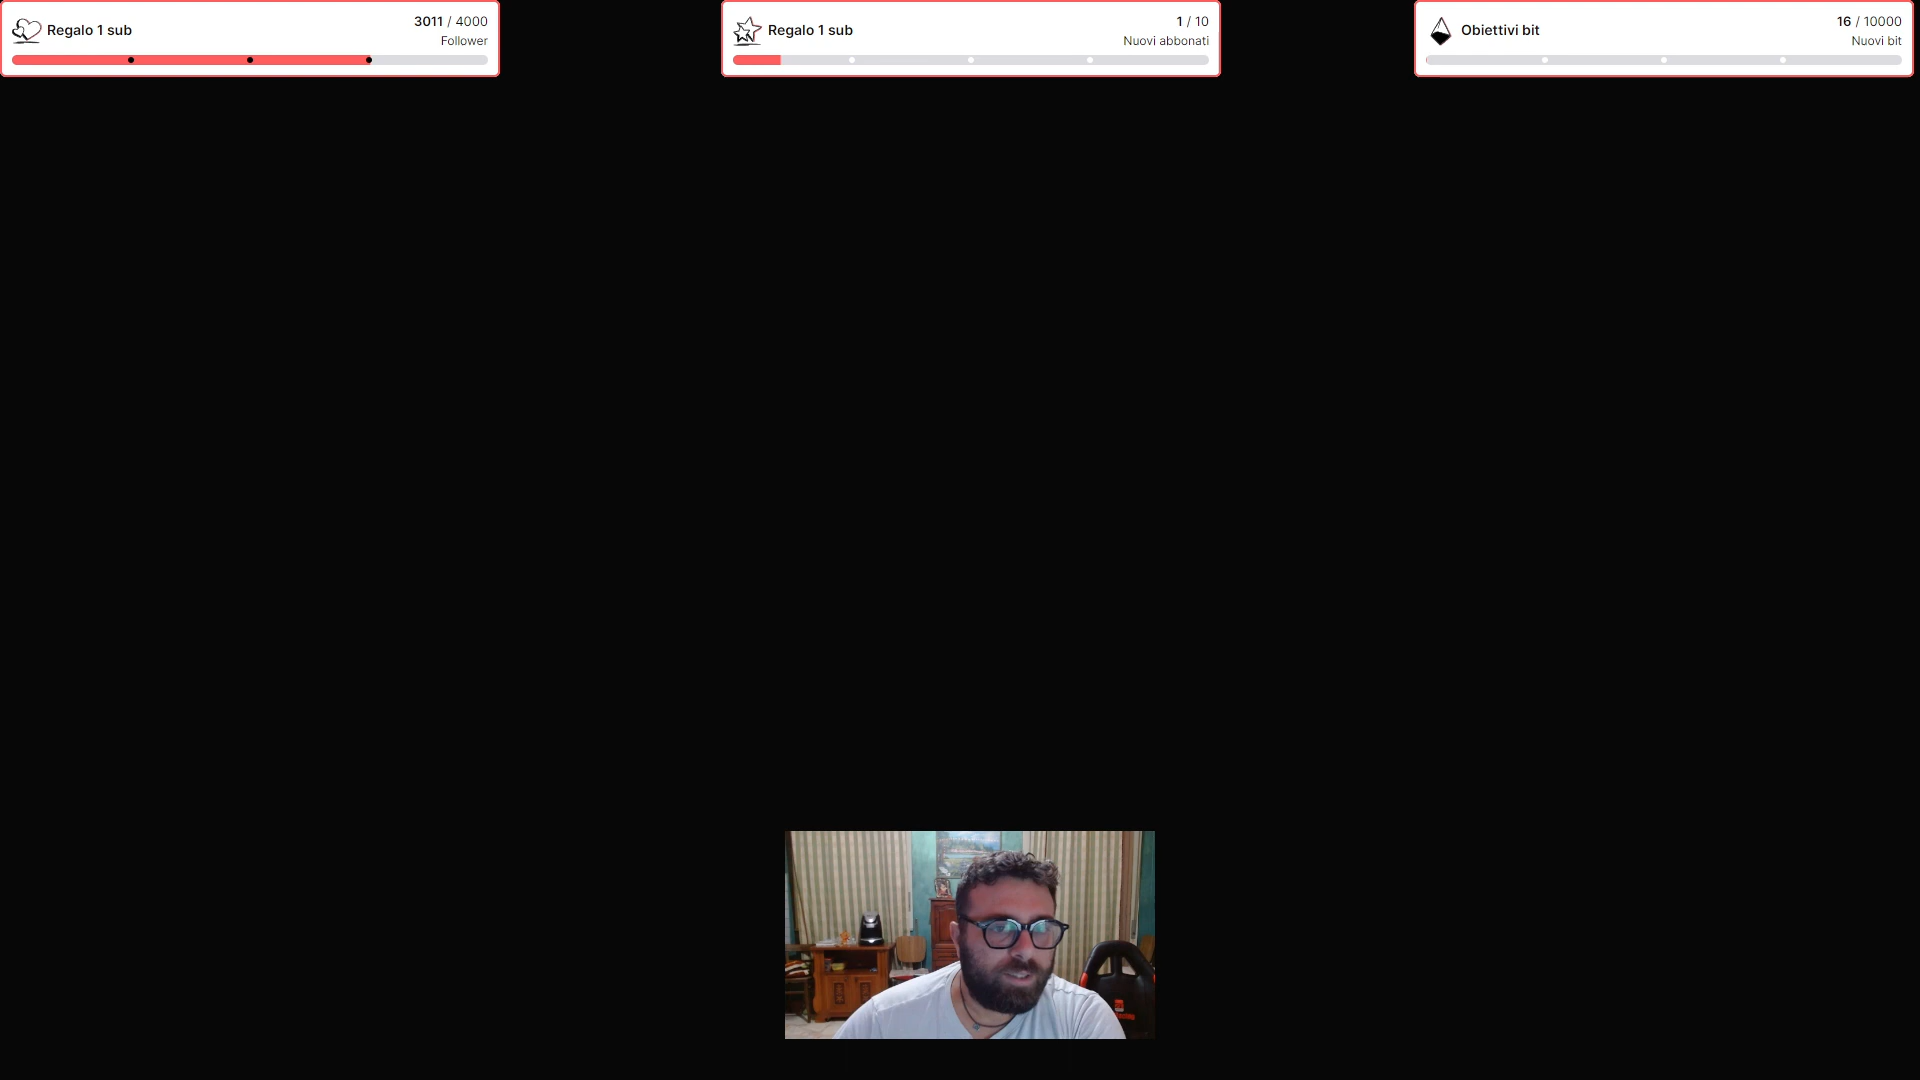 Regalo 1 sub
3011 / 4000
Follower
Regalo 1 sub
1 / 10
Nuovi abbonati
Obiettivi bit
16 / 10000
Nuovi bit